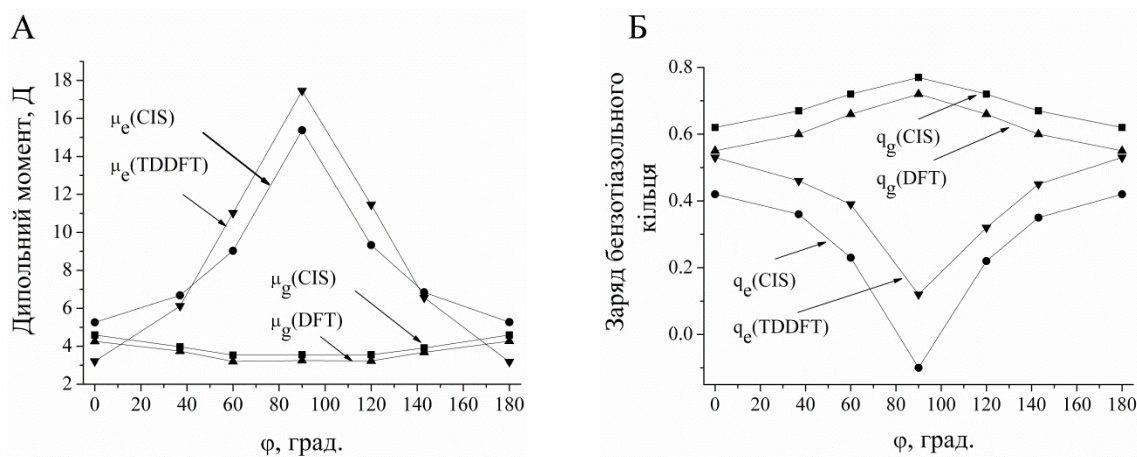 А
Дипольний момент, Д
18
16
14
12
10
8
6
4
2
μe(CIS)
μe(TDDFT)
μg(CIS)
μg(DFT)
0 20 40 60 80 100 120 140 160 180
φ, град.
Б
Заряд бензотіазольного
кільця
0.8
0.6
0.4
0.2
0.0
qg(CIS)
qg(DFT)
qe(CIS)
qe(TDDFT)
0 20 40 60 80 100 120 140 160 180
φ, град.